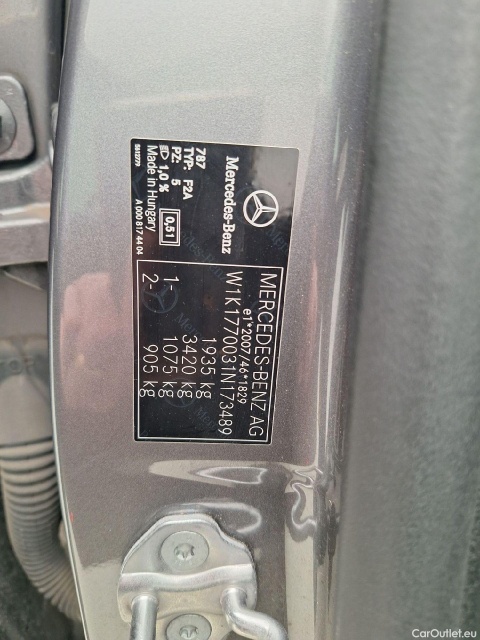 Mercedes-Benz
787
TYP: F2A
PZ: 5
1,0 %
0,51
Made in Hungary
S612779
A 000 817 44 04
MERCEDES-BENZ AG
e1*2007/46*1829
W1K1770031N173489
1935 kg
3420 kg
1- 1075 kg
2- 905 kg
CarOutlet.eu